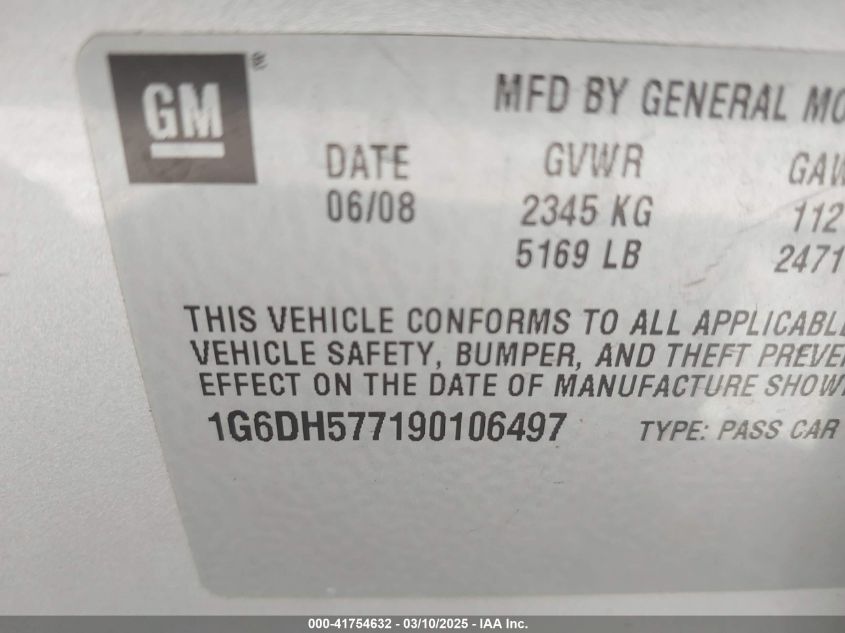 GM
®
MFD BY GENERAL MO
DATE GVWR GAW
06/08 2345 KG 112
5169 LB 2471
THIS VEHICLE CONFORMS TO ALL APPLICABLE
VEHICLE SAFETY, BUMPER, AND THEFT PREVE
EFFECT ON THE DATE OF MANUFACTURE SHOW
1G6DH577190106497 TYPE: PASS CAR
000-41754632 - 03/10/2025 - IAA Inc.